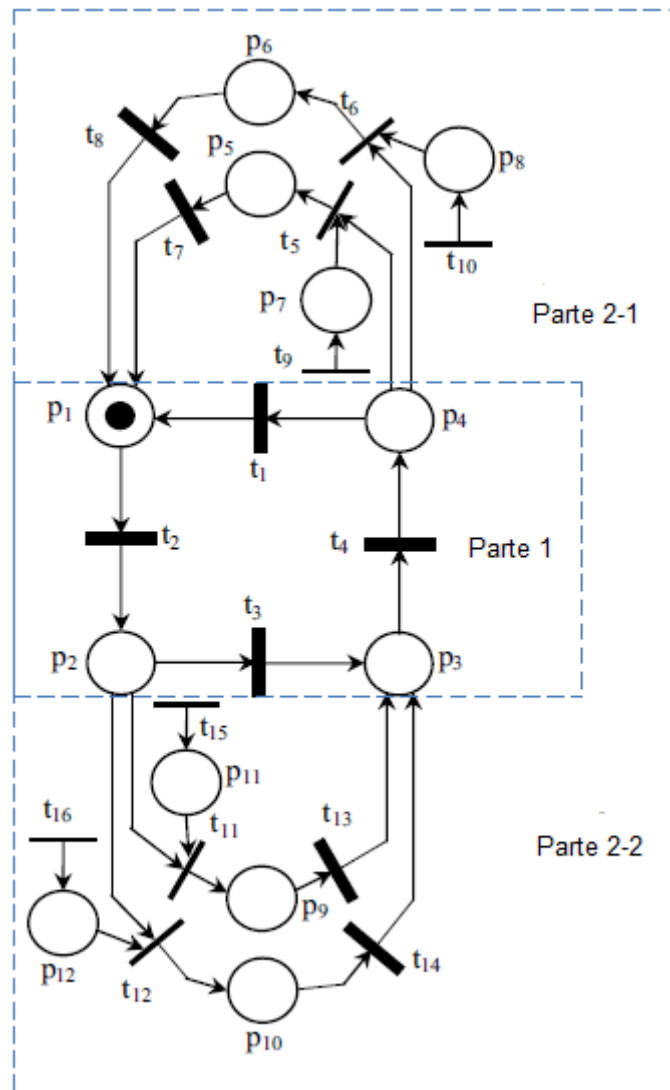 p₆
t₆
t₈
p₅
p₈
t₇
t₅
t₁₀
p₇
Parte 2-1
t₉
p₁
p₄
t₁
t₂
t₄
Parte 1
t₃
p₂
p₃
t₁₅
p₁₁
t₁₆
t₁₁
t₁₃
Parte 2-2
p₉
p₁₂
t₁₂
t₁₄
p₁₀